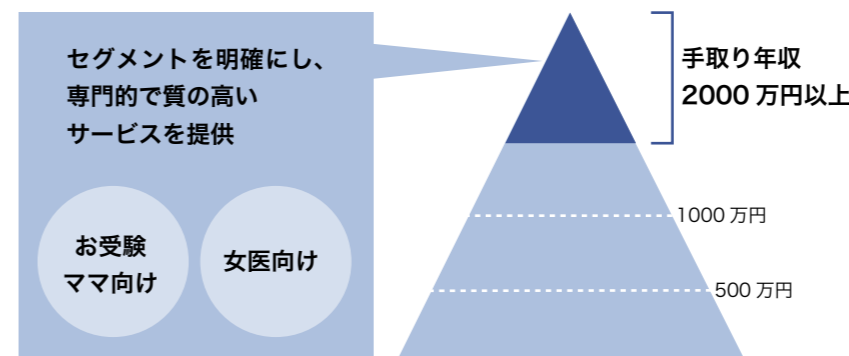 セグメントを明確にし、
専門的で質の高い
サービスを提供
お受験
ママ向け
女医向け
手取り年収
2000 万円以上
1000 万円
500 万円